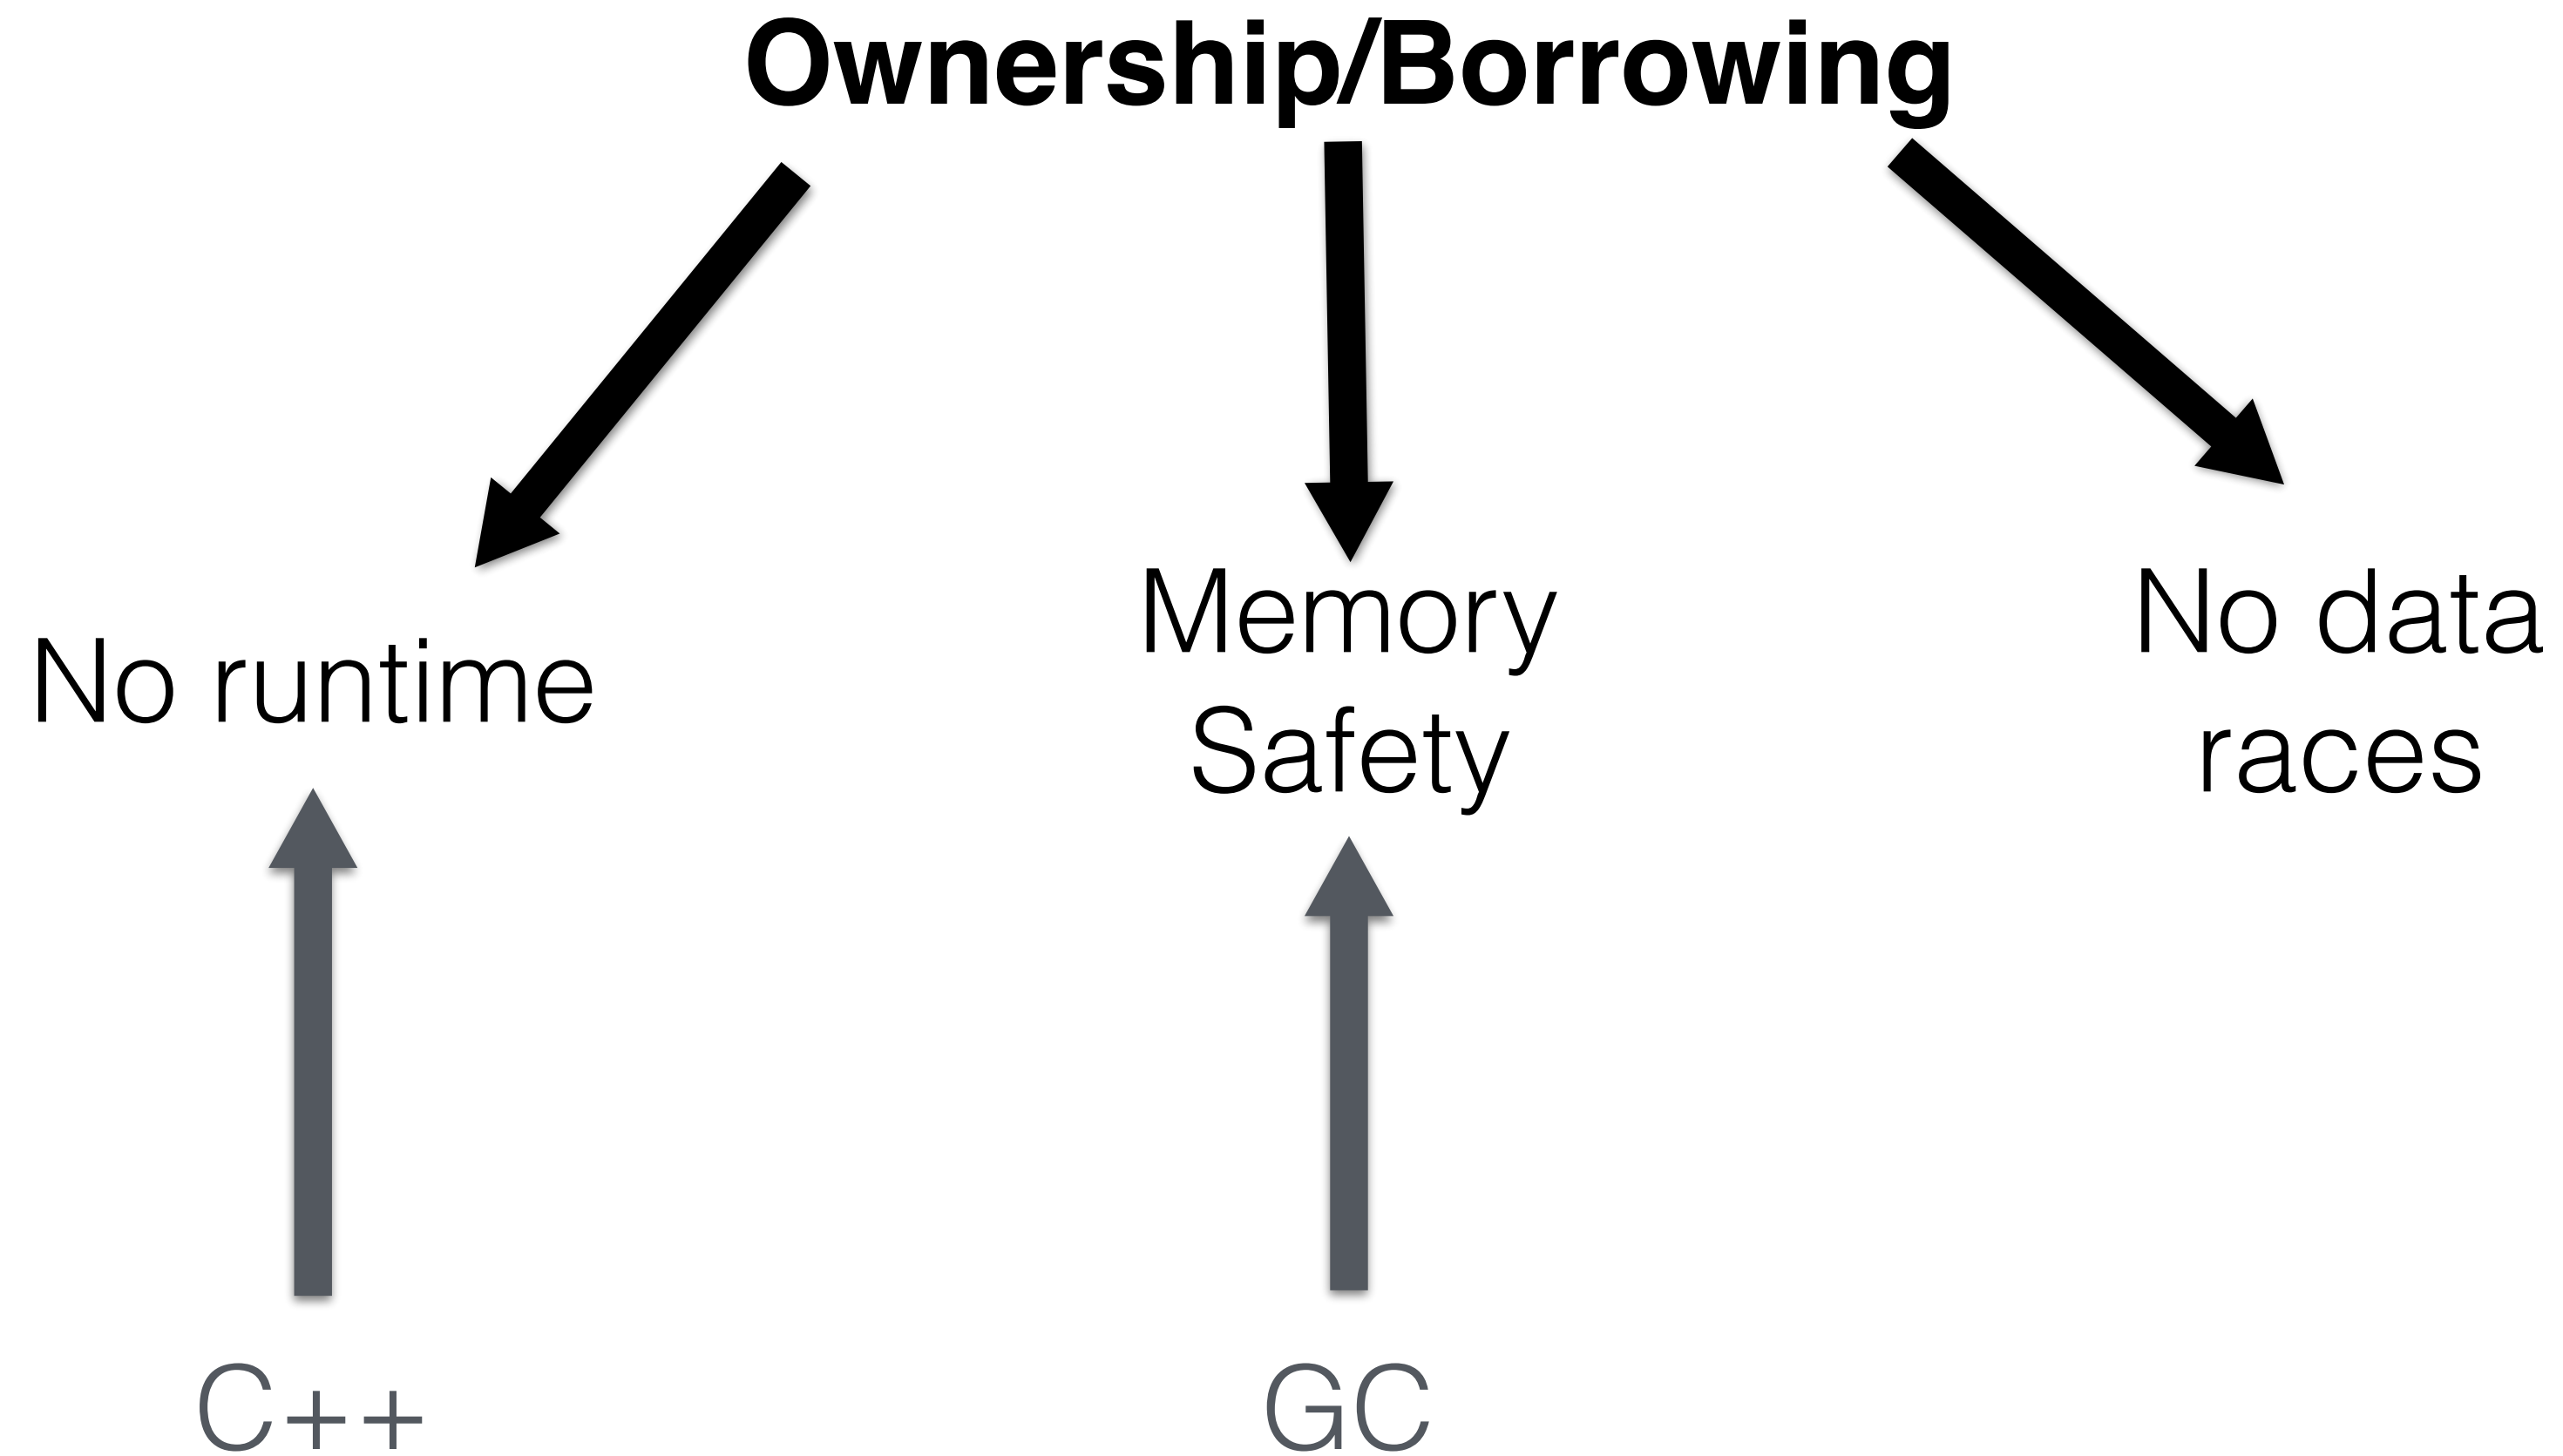 Ownership/Borrowing
No runtime
Memory
Safety
No data
races
C++
GC